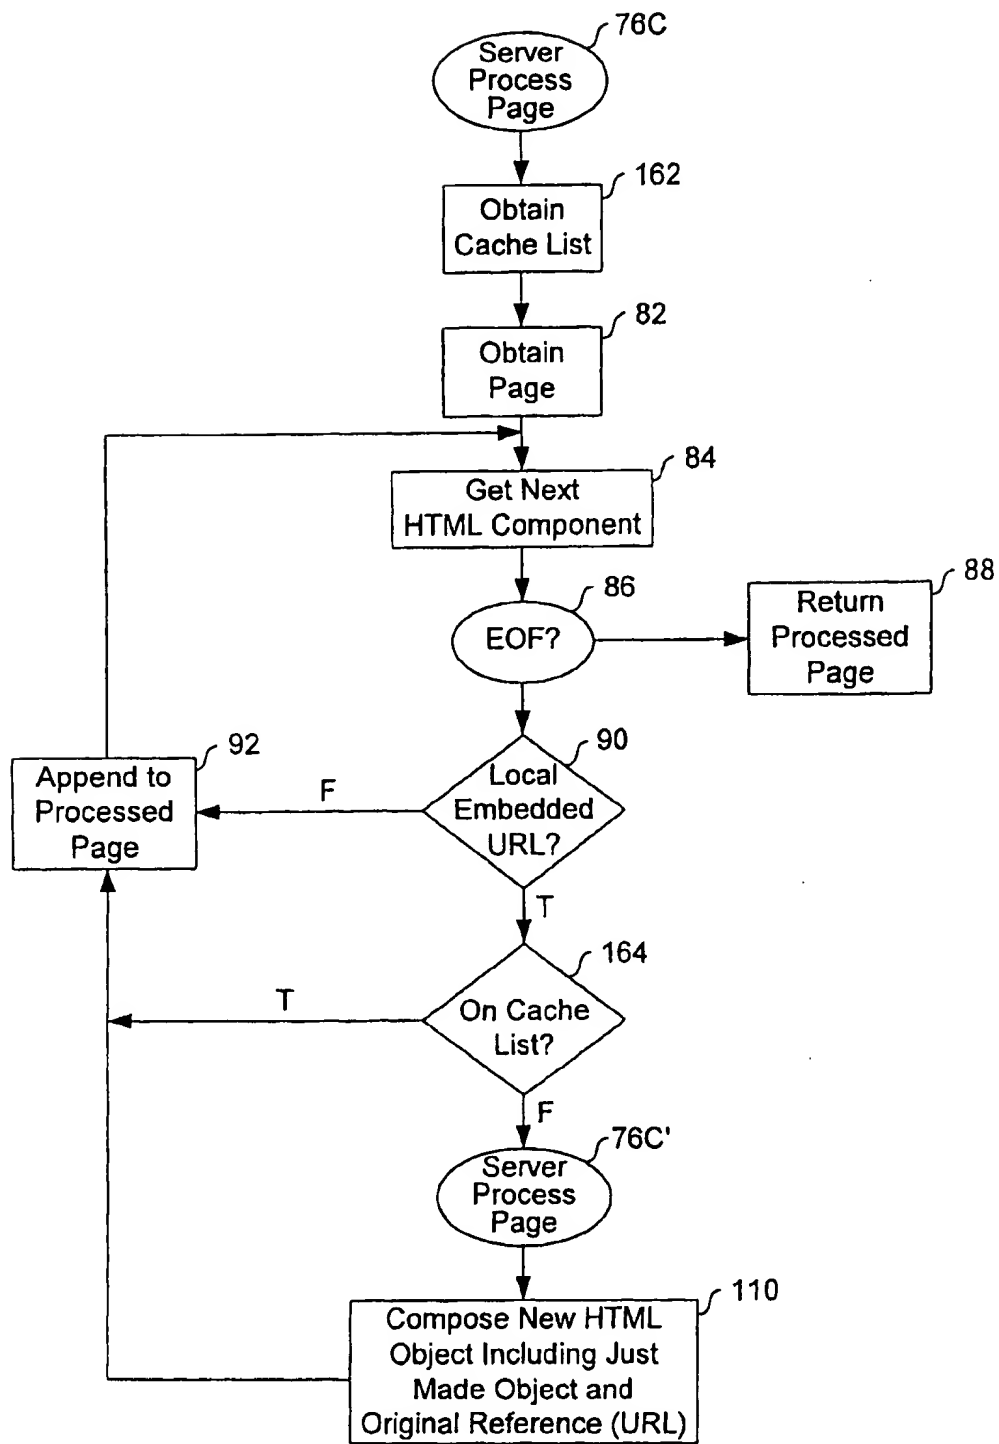 76C
Server
Process
Page
162
Obtain
Cache List
82
Obtain
Page
84
Get Next
HTML Component
86
EOF?
88
Return
Processed
Page
90
Local
Embedded
URL?
F
92
Append to
Processed
Page
T
164
On Cache
List?
T
F
76C'
Server
Process
Page
110
Compose New HTML
Object Including Just
Made Object and
Original Reference (URL)